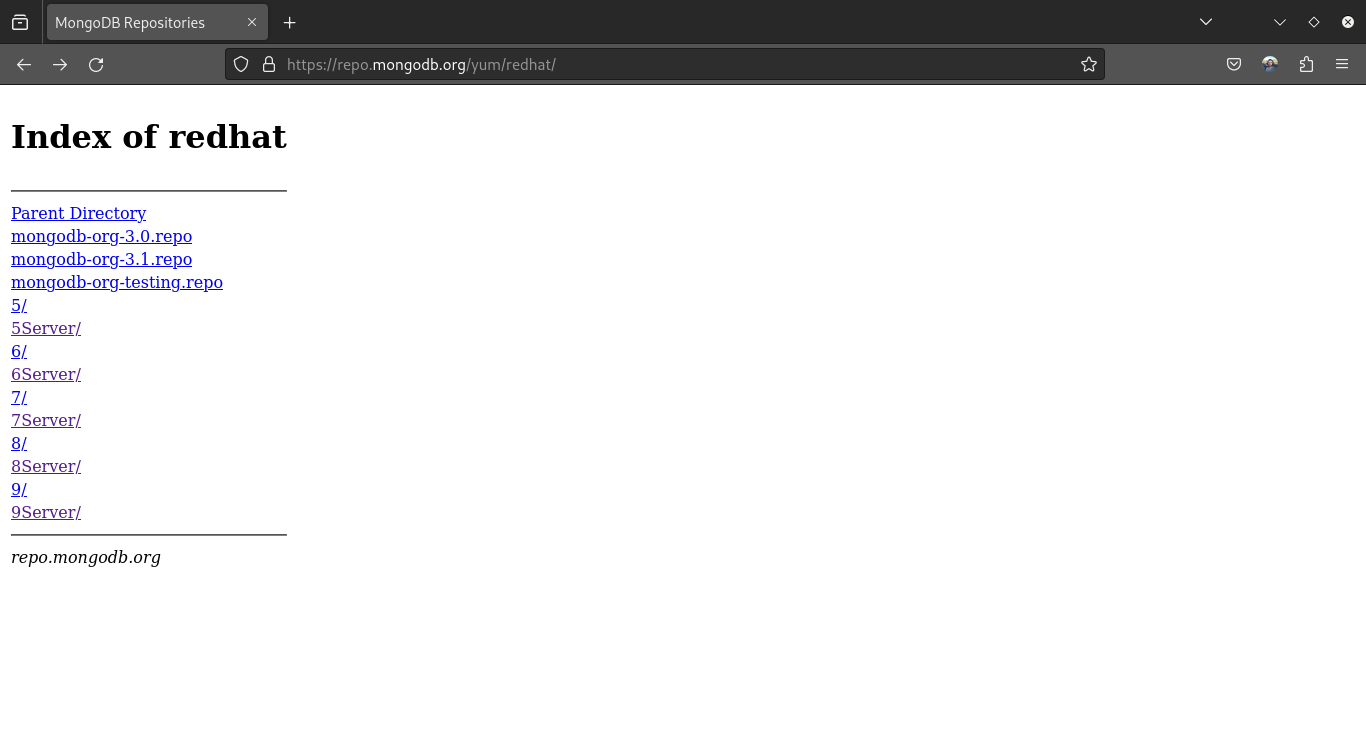 MongoDB Repositories
https://repo.mongodb.org/yum/redhat/
Index of redhat
Parent Directory
mongodb-org-3.0.repo
mongodb-org-3.1.repo
mongodb-org-testing.repo
5/
5Server/
6/
6Server/
7/
7Server/
8/
8Server/
9/
9Server/
repo.mongodb.org